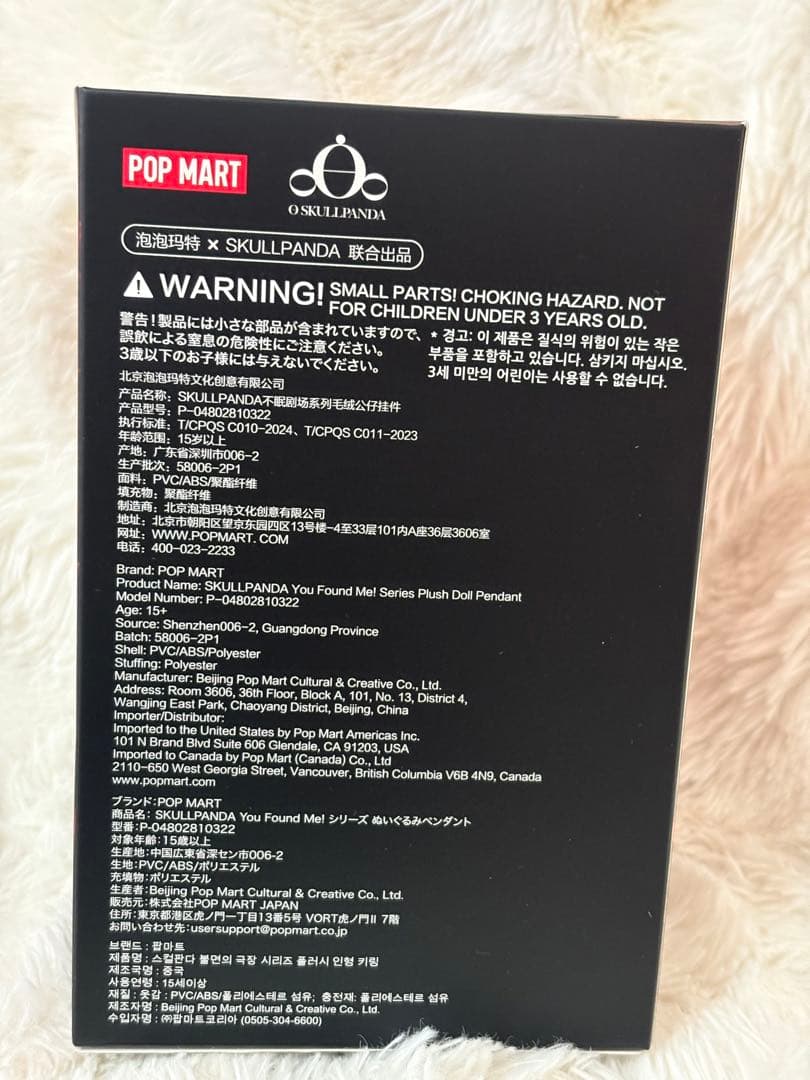 POP MART
O SKULLPANDA
泡泡玛特 × SKULLPANDA 联合出品
WARNING! SMALL PARTS! CHOKING HAZARD. NOT
FOR CHILDREN UNDER 3 YEARS OLD.
警告!製品には小さな部品が含まれていますので、
誤飲による窒息の危険性にご注意ください。
3歳以下のお子様には与えないでください。
* 경고: 이 제품은 질식의 위험이 있는 작은
부품을 포함하고 있습니다. 삼키지 마십시오.
3세 미만의 어린이는 사용할 수 없습니다.
北京泡泡玛特文化创意有限公司
产品名称：SKULLPANDA不眠剧场系列毛绒公仔挂件
产品型号：P-04802810322
执行标准：T/CPQS C010-2024、T/CPQS C011-2023
年龄范围：15岁以上
产地：广东省深圳市006-2
生产批次：58006-2P1
面料：PVC/ABS/聚酯纤维
填充物：聚酯纤维
制造商：北京泡泡玛特文化创意有限公司
地址：北京市朝阳区望京东园四区13号楼-4至33层101内A座36层3606室
网址：WWW.POPMART. COM
电话：400-023-2233
Brand: POP MART
Product Name: SKULLPANDA You Found Me! Series Plush Doll Pendant
Model Number: P-04802810322
Age: 15+
Source: Shenzhen006-2, Guangdong Province
Batch: 58006-2P1
Shell: PVC/ABS/Polyester
Stuffing: Polyester
Manufacturer: Beijing Pop Mart Cultural & Creative Co., Ltd.
Address: Room 3606, 36th Floor, Block A, 101, No. 13, District 4,
Wangjing East Park, Chaoyang District, Beijing, China
Importer/Distributor:
Imported to the United States by Pop Mart Americas Inc.
101 N Brand Blvd Suite 606 Glendale, CA 91203, USA
Imported to Canada by Pop Mart (Canada) Co., Ltd
2110-650 West Georgia Street, Vancouver, British Columbia V6B 4N9, Canada
www.popmart.com
ブランド:POP MART
商品名: SKULLPANDA You Found Me! シリーズ ぬいぐるみペンダント
型番:P-04802810322
対象年齢:15歳以上
生産地:中国広東省深セン市006-2
生地:PVC/ABS/ポリエステル
充填物:ポリエステル
生産者:Beijing Pop Mart Cultural & Creative Co., Ltd.
販売元:株式会社POP MART JAPAN
住所:東京都港区虎ノ門一丁目13番5号 VORT虎ノ門II 7階
お問い合わせ先:usersupport@popmart.co.jp
브랜드 : 팝마트
제품명 : 스컬판다 불면의 극장 시리즈 플러시 인형 키링
제조국명 : 중국
사용연령 : 15세이상
재질 : 옷감 : PVC/ABS/폴리에스테르 섬유; 충전재: 폴리에스테르 섬유
제조자명 : Beijing Pop Mart Cultural & Creative Co., Ltd.
수입자명 : ㈜팝마트코리아 (0505-304-6600)